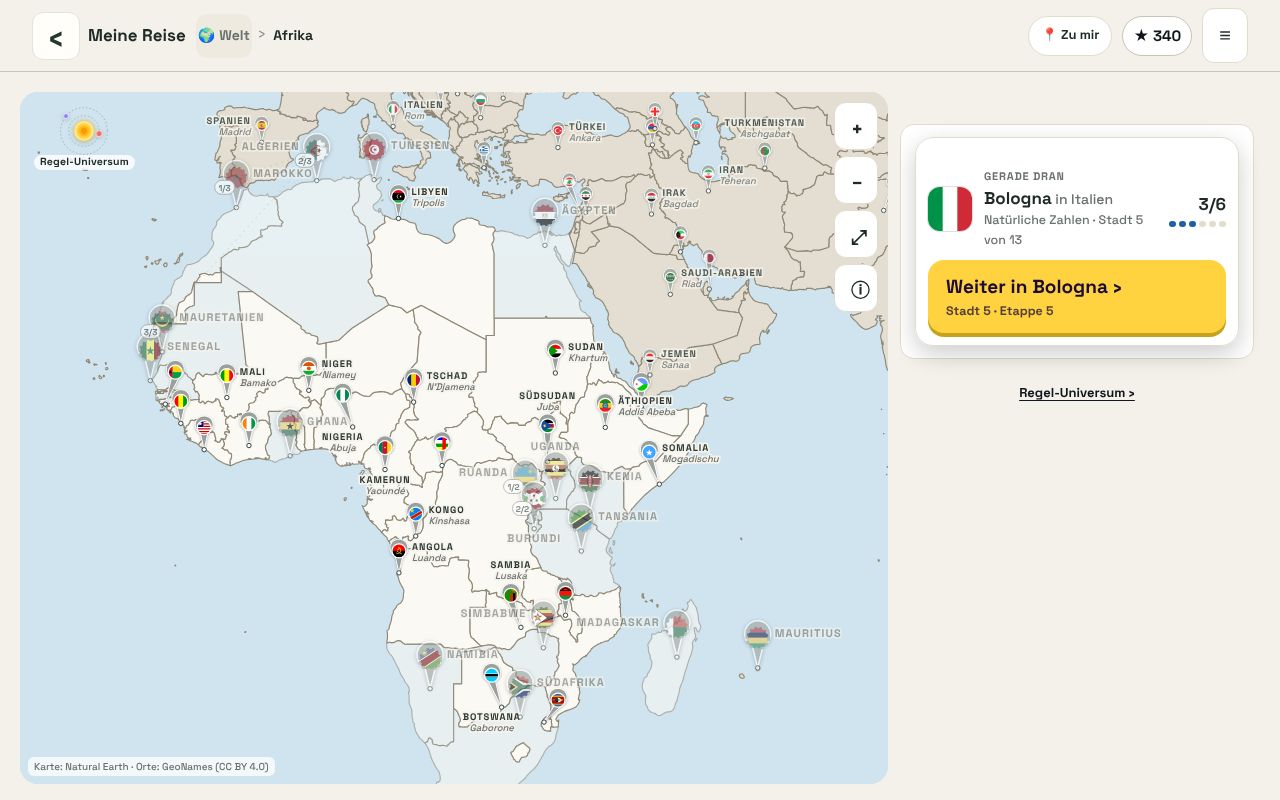 <
Meine Reise
🌍 Welt
>
Afrika
📍 Zu mir
★ 340
≡
Regel-Universum
SPANIEN
Madrid
ITALIEN
Rom
TÜRKEI
Ankara
TURKMENISTAN
Aschgabat
ALGERIEN
2/3
TUNESIEN
MAROKKO
1/3
LIBYEN
Tripolis
ÄGYPTEN
IRAK
Bagdad
IRAN
Teheran
SAUDI-ARABIEN
Riad
MAURETANIEN
3/3
SENEGAL
MALI
Bamako
NIGER
Niamey
TSCHAD
N'Djamena
SUDAN
Khartum
JEMEN
Sanaa
SÜDSUDAN
Juba
ÄTHIOPIEN
Addis Abeba
GHANA
NIGERIA
Abuja
UGANDA
SOMALIA
Mogadischu
KAMERUN
Yaoundé
RUANDA
1/2
KENIA
2/2
KONGO
Kinshasa
TANSANIA
BURUNDI
ANGOLA
Luanda
SAMBIA
Lusaka
SIMBABWE
MADAGASKAR
MAURITIUS
NAMIBIA
SÜDAFRIKA
BOTSWANA
Gaborone
+
−
Karte: Natural Earth · Orte: GeoNames (CC BY 4.0)
GERADE DRAN
Bologna in Italien
Natürliche Zahlen · Stadt 5
von 13
3/6
Weiter in Bologna >
Stadt 5 · Etappe 5
Regel-Universum >